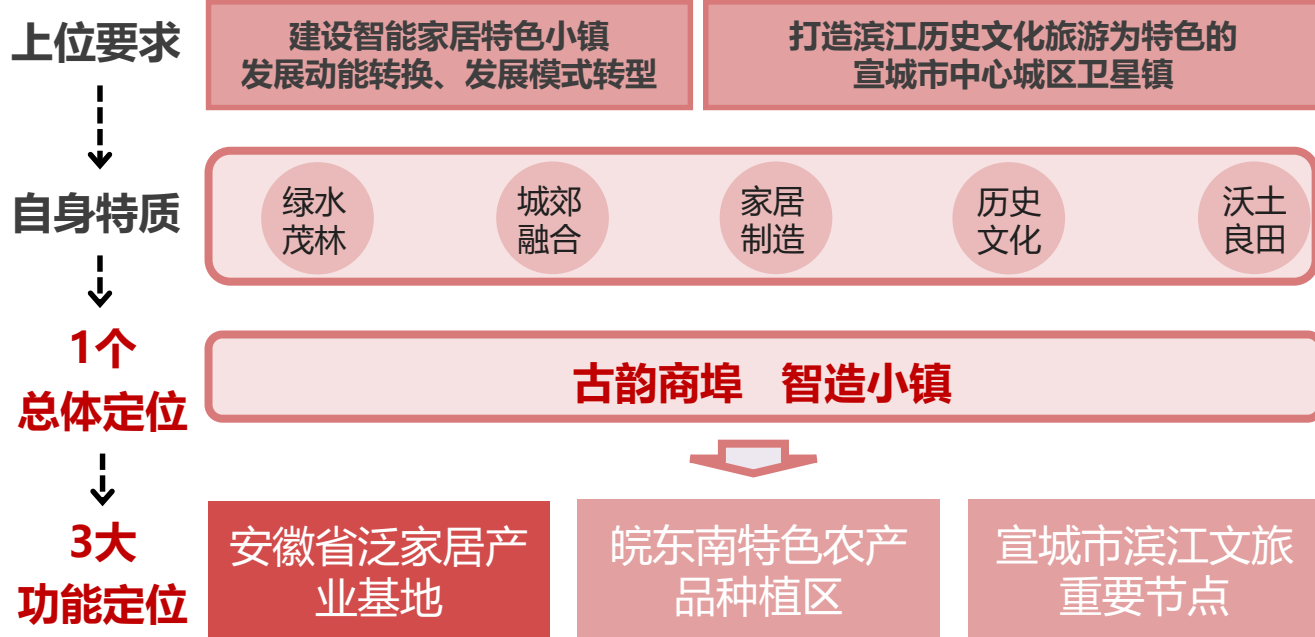 上位要求
建设智能家居特色小镇
发展动能转换、发展模式转型
打造滨江历史文化旅游为特色的
宣城市中心城区卫星镇
自身特质
绿水
茂林
城郊
融合
家居
制造
历史
文化
沃土
良田
1个
总体定位
古韵商埠 智造小镇
3大
功能定位
安徽省泛家居产
业基地
皖东南特色农产
品种植区
宣城市滨江文旅
重要节点